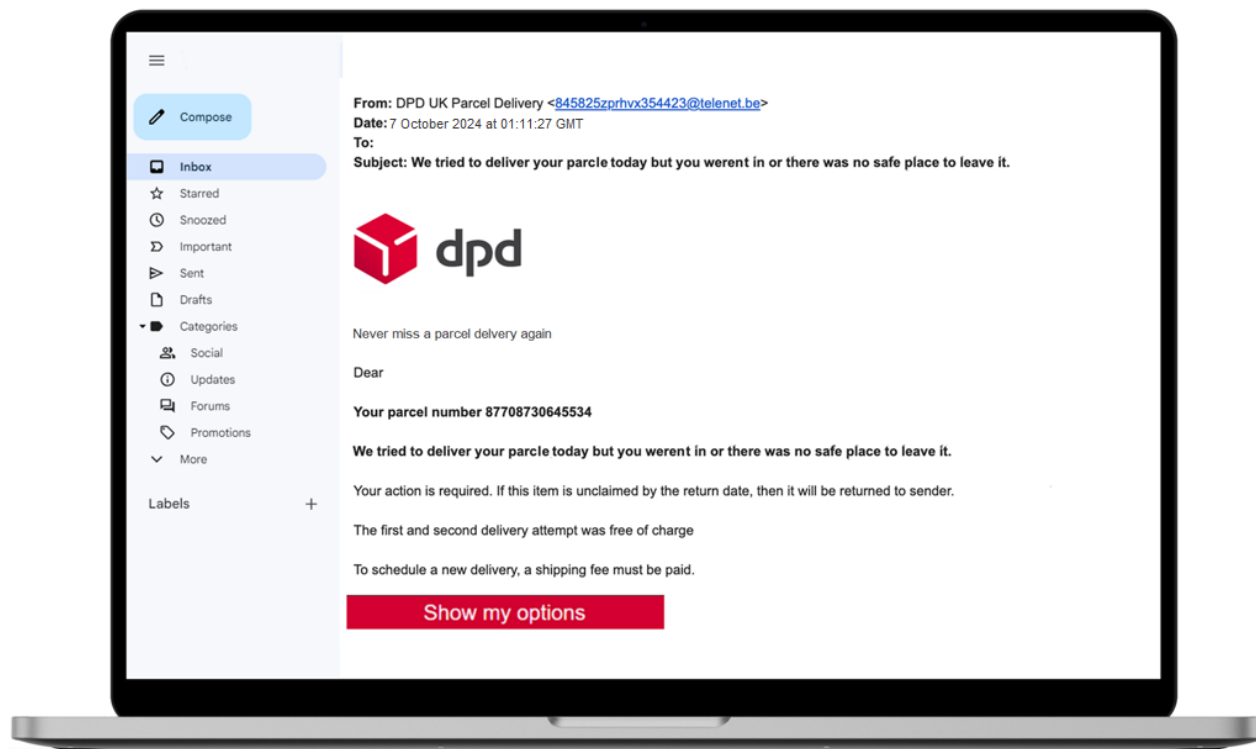 Compose
Inbox
Starred
Snoozed
Important
Sent
Drafts
Categories
Social
Updates
Forums
Promotions
More
Labels
From: DPD UK Parcel Delivery <845825zprhvx354423@telenet.be>
Date: 7 October 2024 at 01:11:27 GMT
To:
Subject: We tried to deliver your parcle today but you werent in or there was no safe place to leave it.
dpd
Never miss a parcel delvery again
Dear
Your parcel number 87708730645534
We tried to deliver your parcle today but you werent in or there was no safe place to leave it.
Your action is required. If this item is unclaimed by the return date, then it will be returned to sender.
The first and second delivery attempt was free of charge
To schedule a new delivery, a shipping fee must be paid.
Show my options